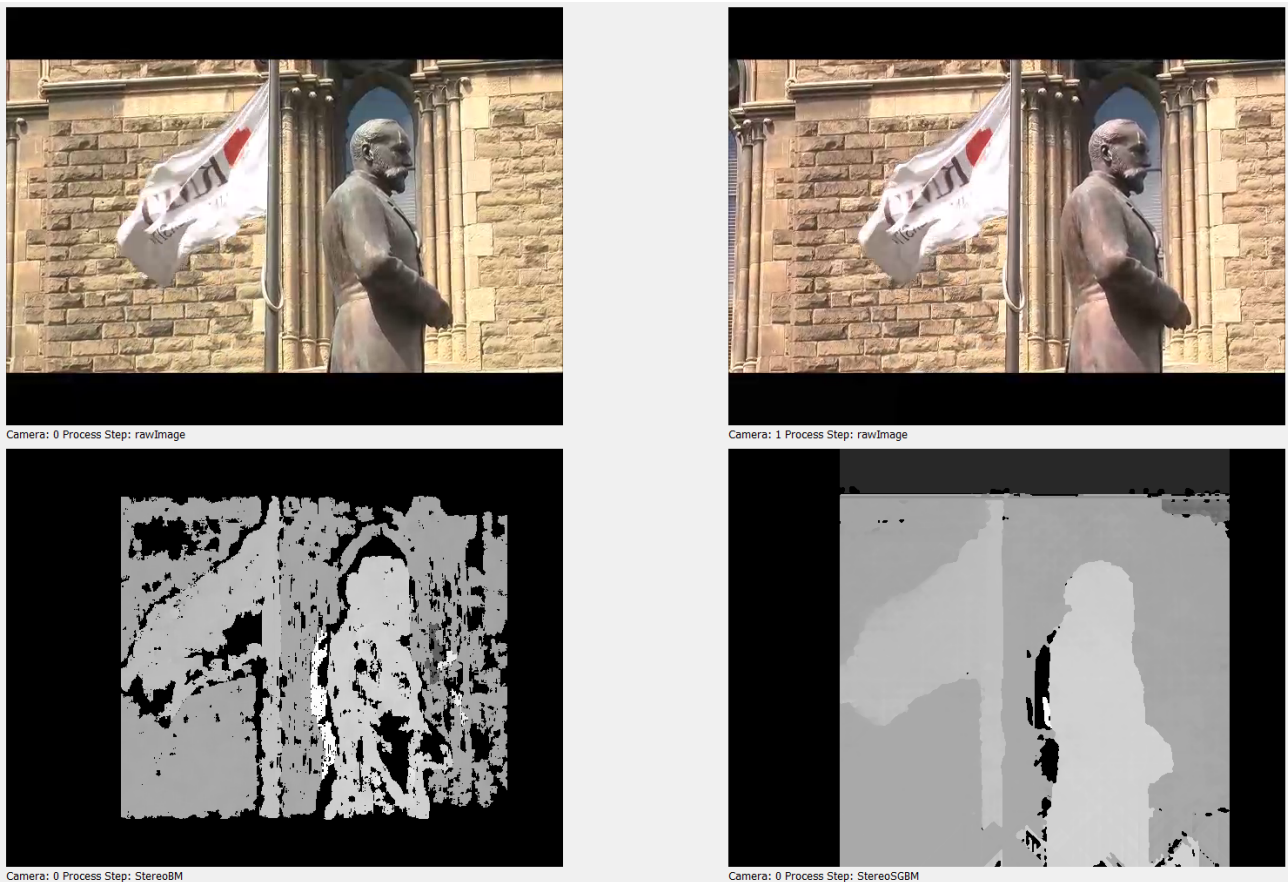 Camera: 0 Process Step: rawImage
Camera: 1 Process Step: rawImage
Camera: 0 Process Step: StereoBM
Camera: 0 Process Step: StereoSGBM